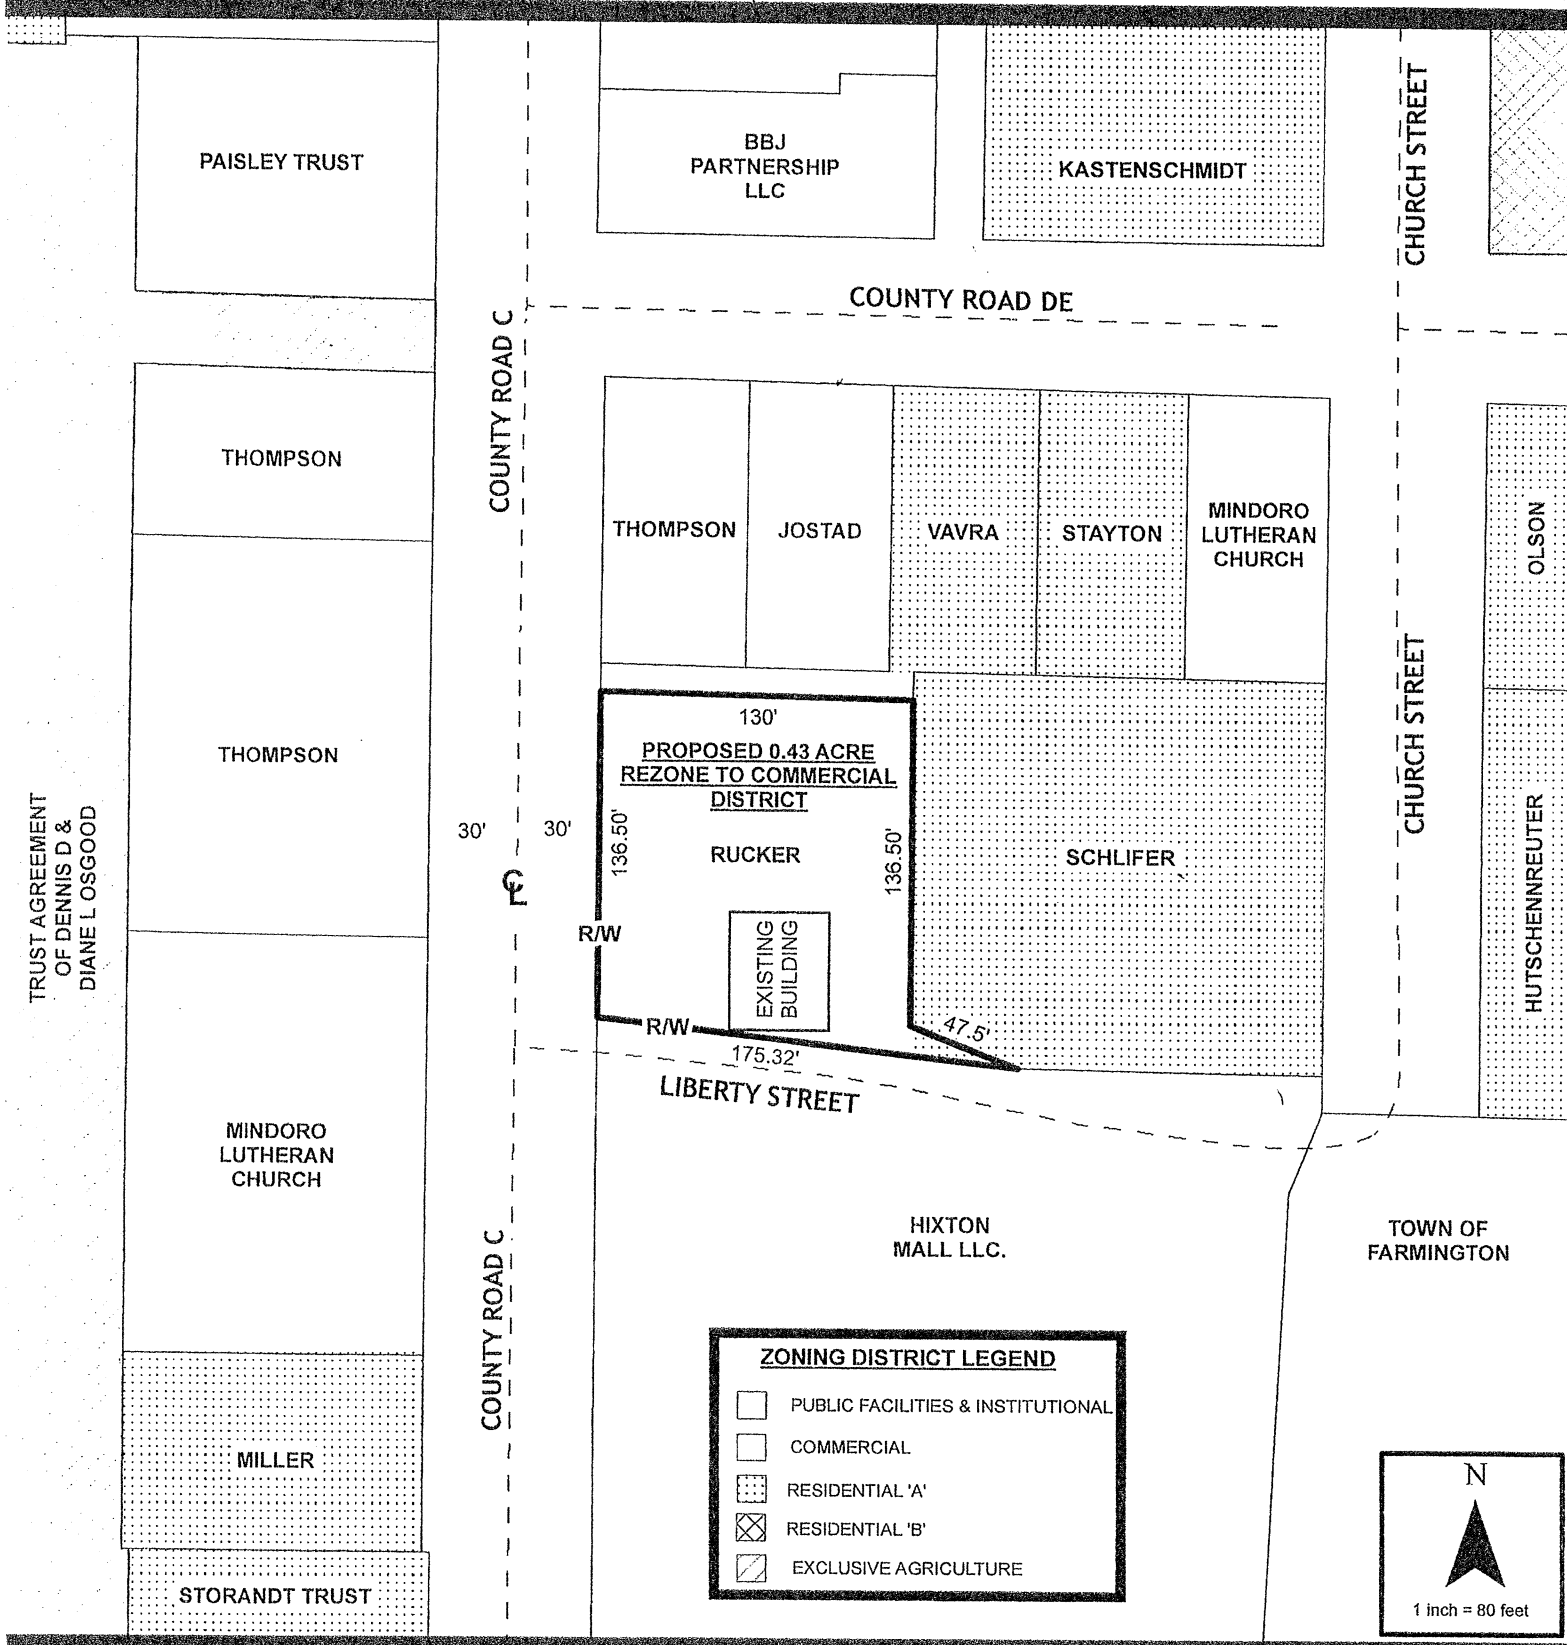 PAISLEY TRUST
BBJ
PARTNERSHIP
LLC
KASTENSCHMIDT
CHURCH STREET
COUNTY ROAD DE
COUNTY ROAD C
THOMPSON
THOMPSON
JOSTAD
VAVRA
STAYTON
MINDORO
LUTHERAN
CHURCH
OLSON
THOMPSON
130'
PROPOSED 0.43 ACRE
REZONE TO COMMERCIAL
DISTRICT
RUCKER
136.50'
136.50'
30'
30'
CL
R/W
EXISTING
BUILDING
R/W
175.32'
47.5'
SCHLIFER
CHURCH STREET
HUTSCHENREUTER
TRUST AGREEMENT
OF DENNIS D &
DIANE L OSGOOD
LIBERTY STREET
MINDORO
LUTHERAN
CHURCH
HIXTON
MALL LLC.
TOWN OF
FARMINGTON
COUNTY ROAD C
MILLER
STORANDT TRUST
ZONING DISTRICT LEGEND
PUBLIC FACILITIES & INSTITUTIONAL
COMMERCIAL
RESIDENTIAL 'A'
RESIDENTIAL 'B'
EXCLUSIVE AGRICULTURE
N
1 inch = 80 feet